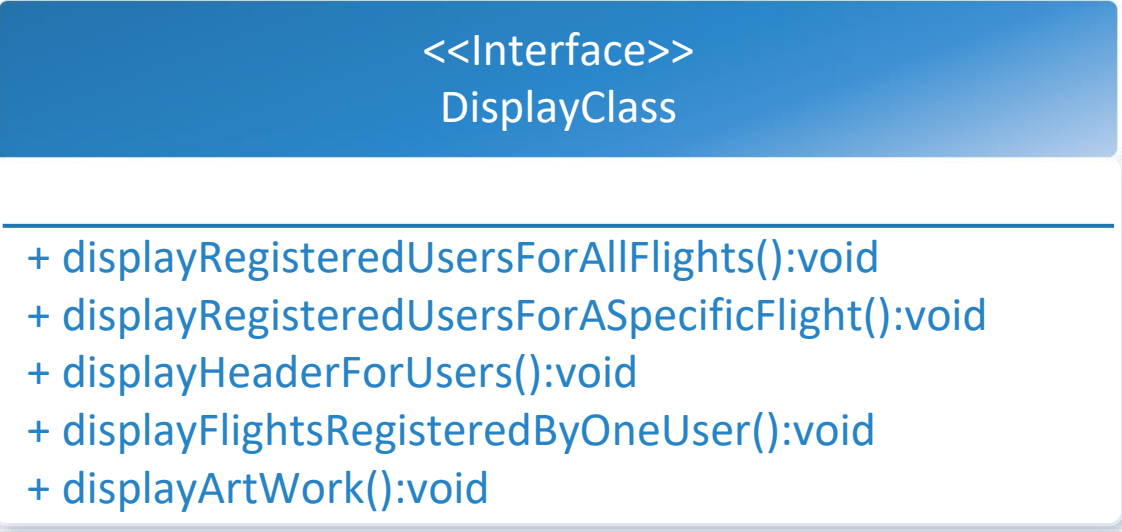 <<Interface>>
DisplayClass
+ displayRegisteredUsersForAllFlights():void
+ displayRegisteredUsersForASpecificFlight():void
+ displayHeaderForUsers():void
+ displayFlightsRegisteredByOneUser():void
+ displayArtWork():void